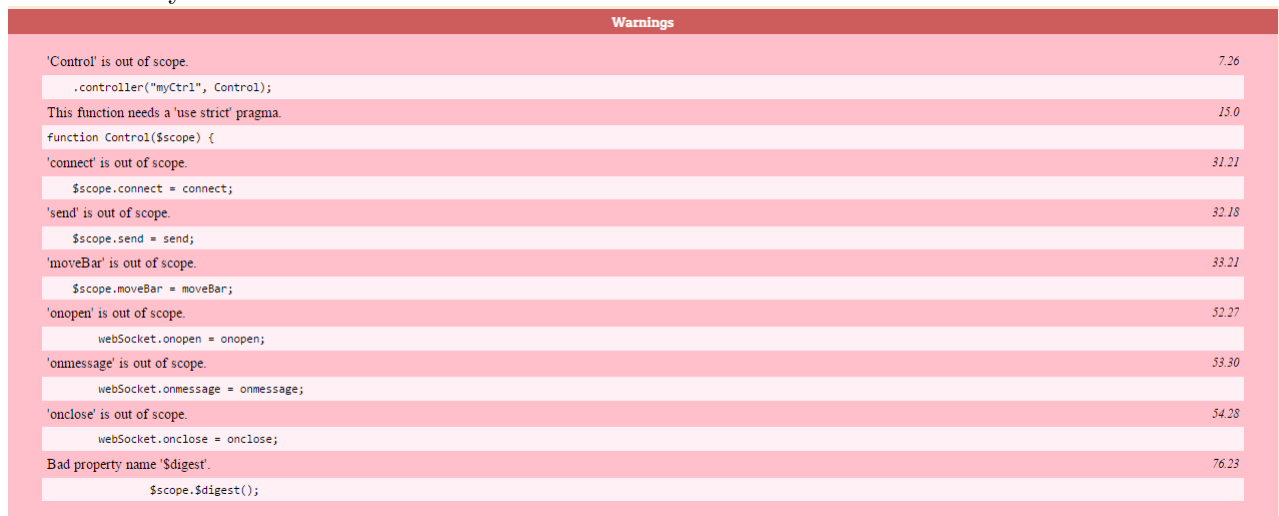 Warnings
'Control' is out of scope. 7.26
.controller("myCtrl", Control);
This function needs a 'use strict' pragma. 15.0
function Control($scope) {
'connect' is out of scope. 31.21
$scope.connect = connect;
'send' is out of scope. 32.18
$scope.send = send;
'moveBar' is out of scope. 33.21
$scope.moveBar = moveBar;
'onopen' is out of scope. 52.27
webSocket.onopen = onopen;
'onmessage' is out of scope. 53.30
webSocket.onmessage = onmessage;
'onclose' is out of scope. 54.28
webSocket.onclose = onclose;
Bad property name '$digest'. 76.23
$scope.$digest();